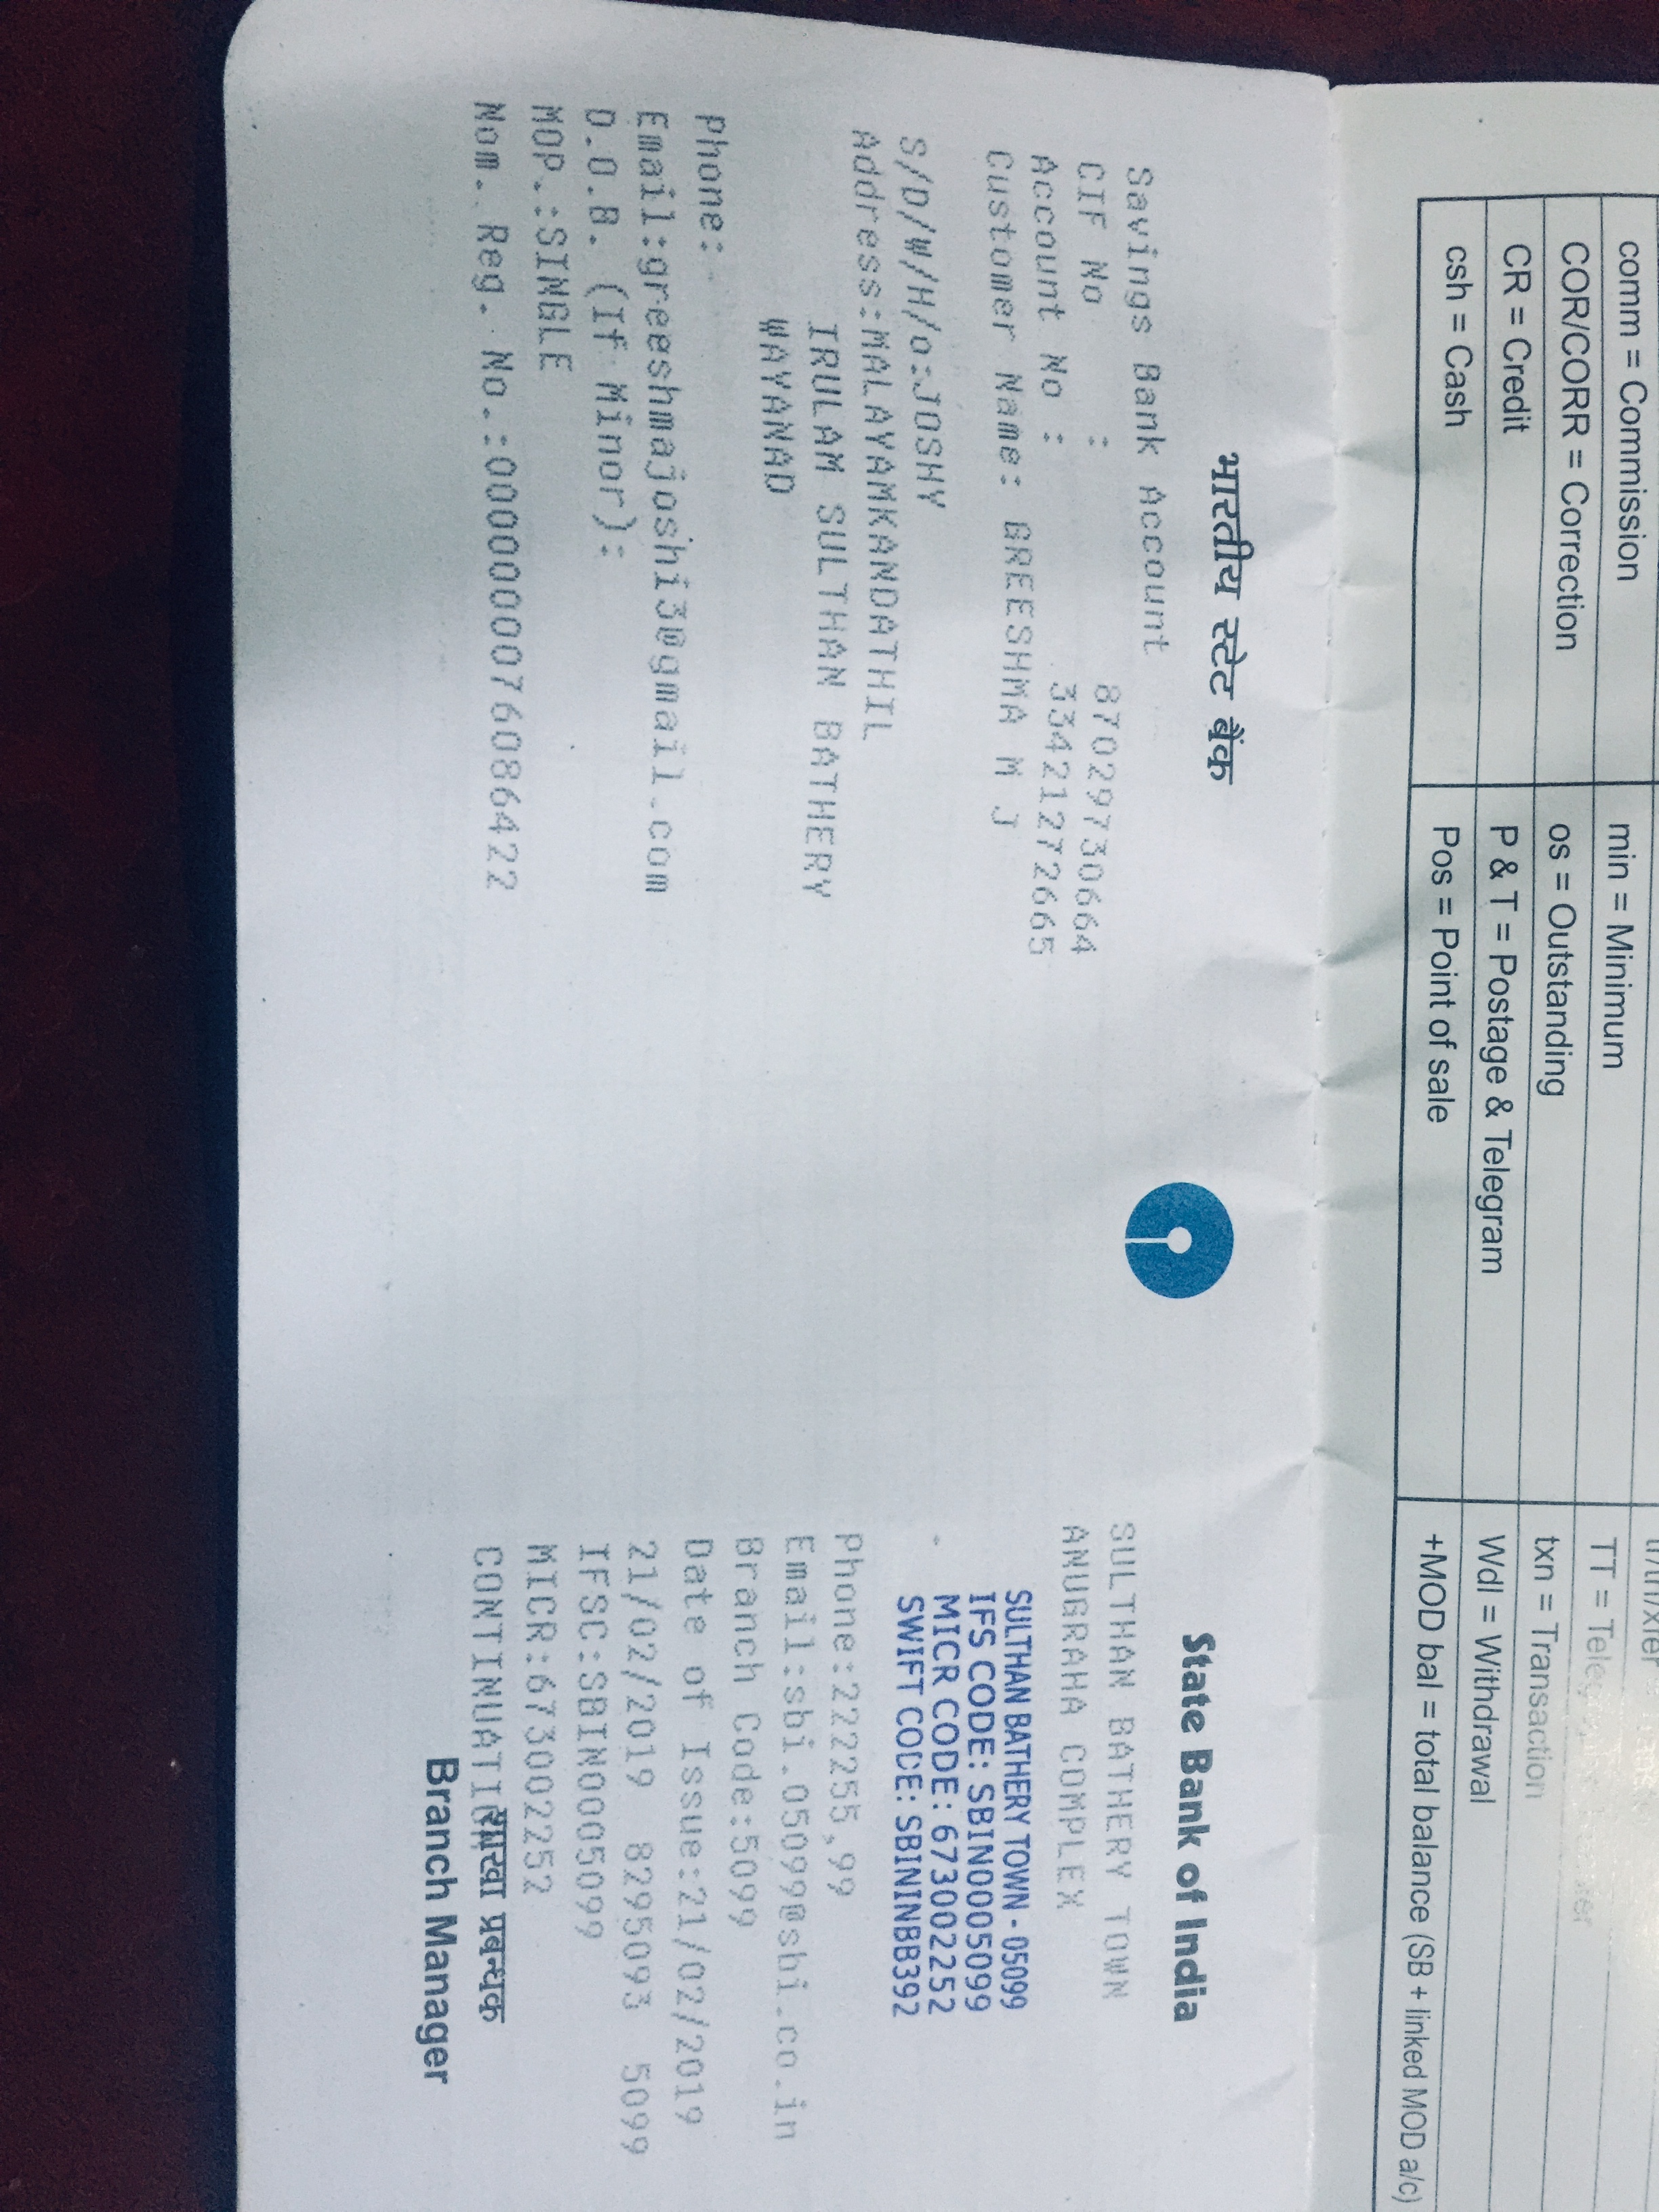 comm = Commission min = Minimum
COR/CORR = Correction os = Outstanding TT =
CR = Credit P & T = Postage & Telegram txn = Transaction
csh = Cash Pos = Point of sale Wdl = Withdrawal
+MOD bal = total balance (SB + linked MOD a/c)
भारतीय स्टेट बैंक
State Bank of India
Savings Bank Account
CIF No : 87029730664
Account No : 33421272665
Customer Name: GREESHMA M J
S/D/W/H/o:JOSHY
Address:MALAYAMKANDATHIL
IRULAM SULTHAN BATHERY
WAYANAD
Phone:
Email:greeshmajoshi3@gmail.com
D.O.B. (If Minor):
MOP.:SINGLE
Nom. Reg. No.:00000000076086422
SULTHAN BATHERY TOWN
ANUGRAHA COMPLEX
SULTHAN BATHERY TOWN - 05099
IFS CODE: SBIN0005099
MICR CODE: 673002252
SWIFT CODE: SBININBB392
Phone:222255,99
Email:sbi.05099@sbi.co.in
Branch Code:5099
Date of Issue:21/02/2019
21/02/2019 8295093 5099
IFSC:SBIN0005099
MICR:673002252
CONTINUATION
शाखा प्रबन्धक
Branch Manager